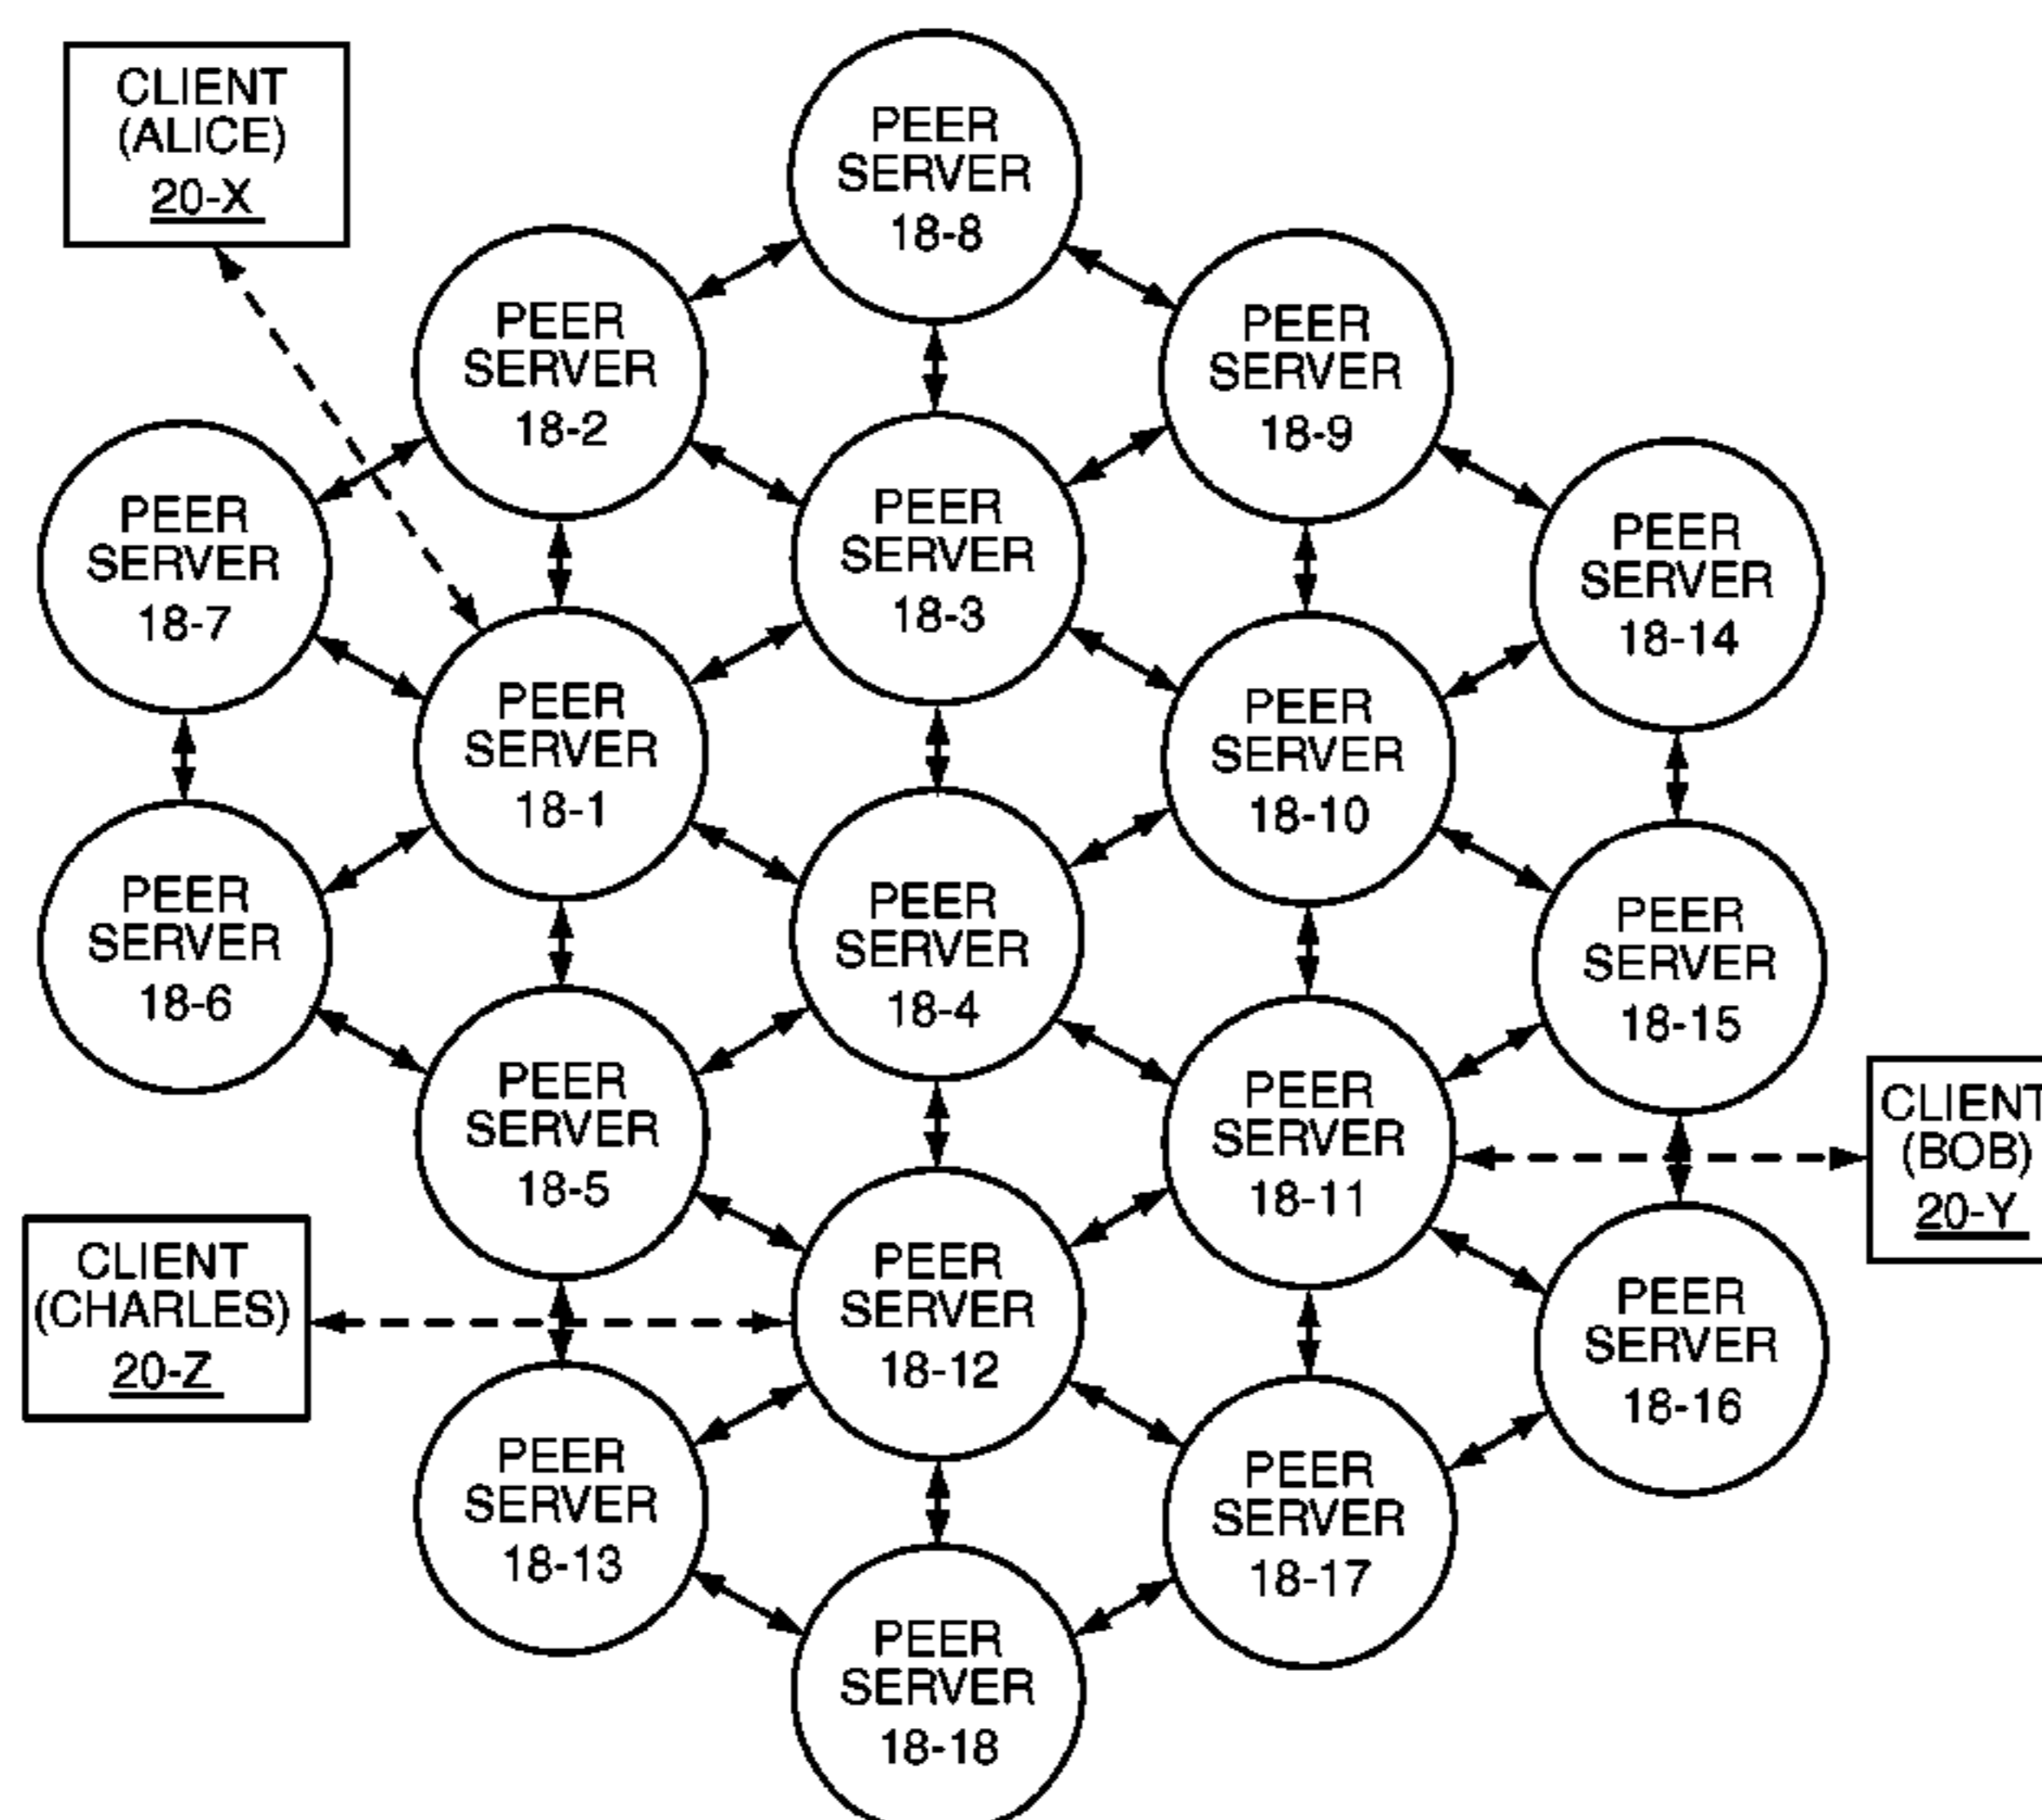 CLIENT
(ALICE)
20-X
PEER
SERVER
18-8
PEER
SERVER
18-2
PEER
SERVER
18-9
PEER
SERVER
18-7
PEER
SERVER
18-3
PEER
SERVER
18-14
PEER
SERVER
18-1
PEER
SERVER
18-10
PEER
SERVER
18-6
PEER
SERVER
18-4
PEER
SERVER
18-15
PEER
SERVER
18-5
PEER
SERVER
18-11
CLIENT
(BOB)
20-Y
CLIENT
(CHARLES)
20-Z
PEER
SERVER
18-12
PEER
SERVER
18-16
PEER
SERVER
18-13
PEER
SERVER
18-17
PEER
SERVER
18-18